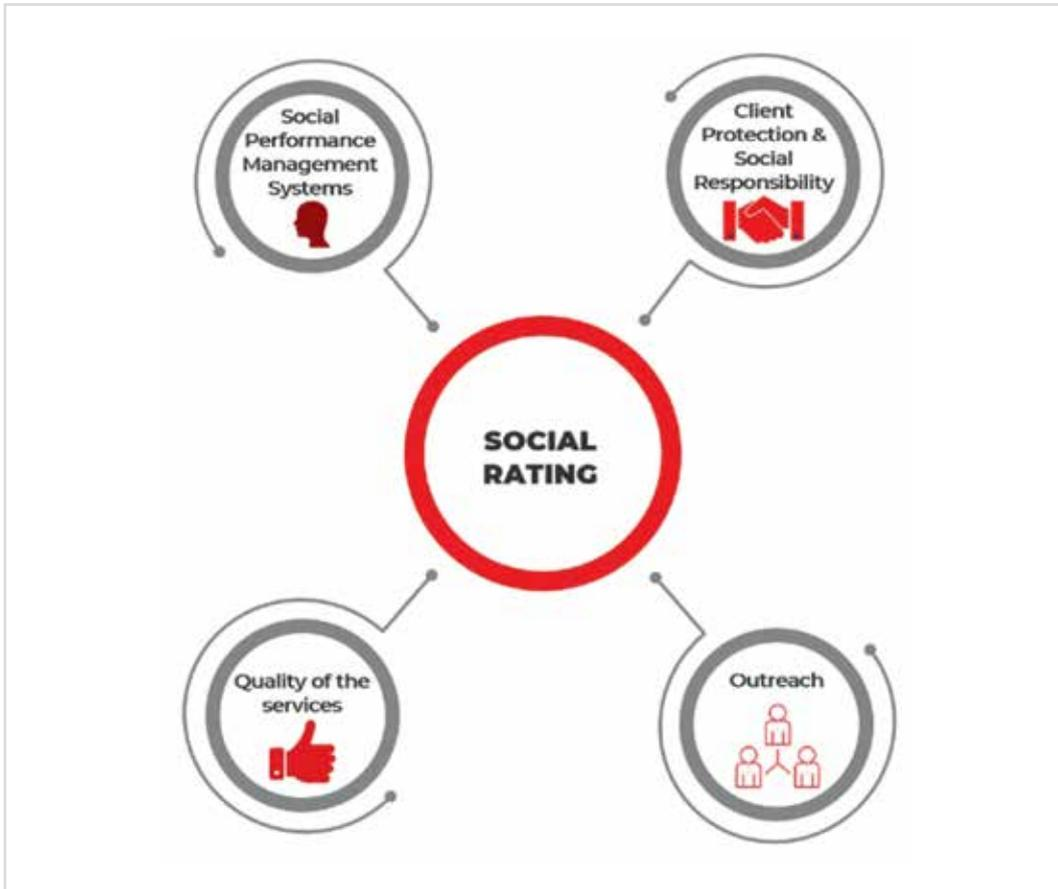 Social
Performance
Management
Systems
Client
Protection &
Social
Responsibility
SOCIAL
RATING
Quality of the
services
Outreach